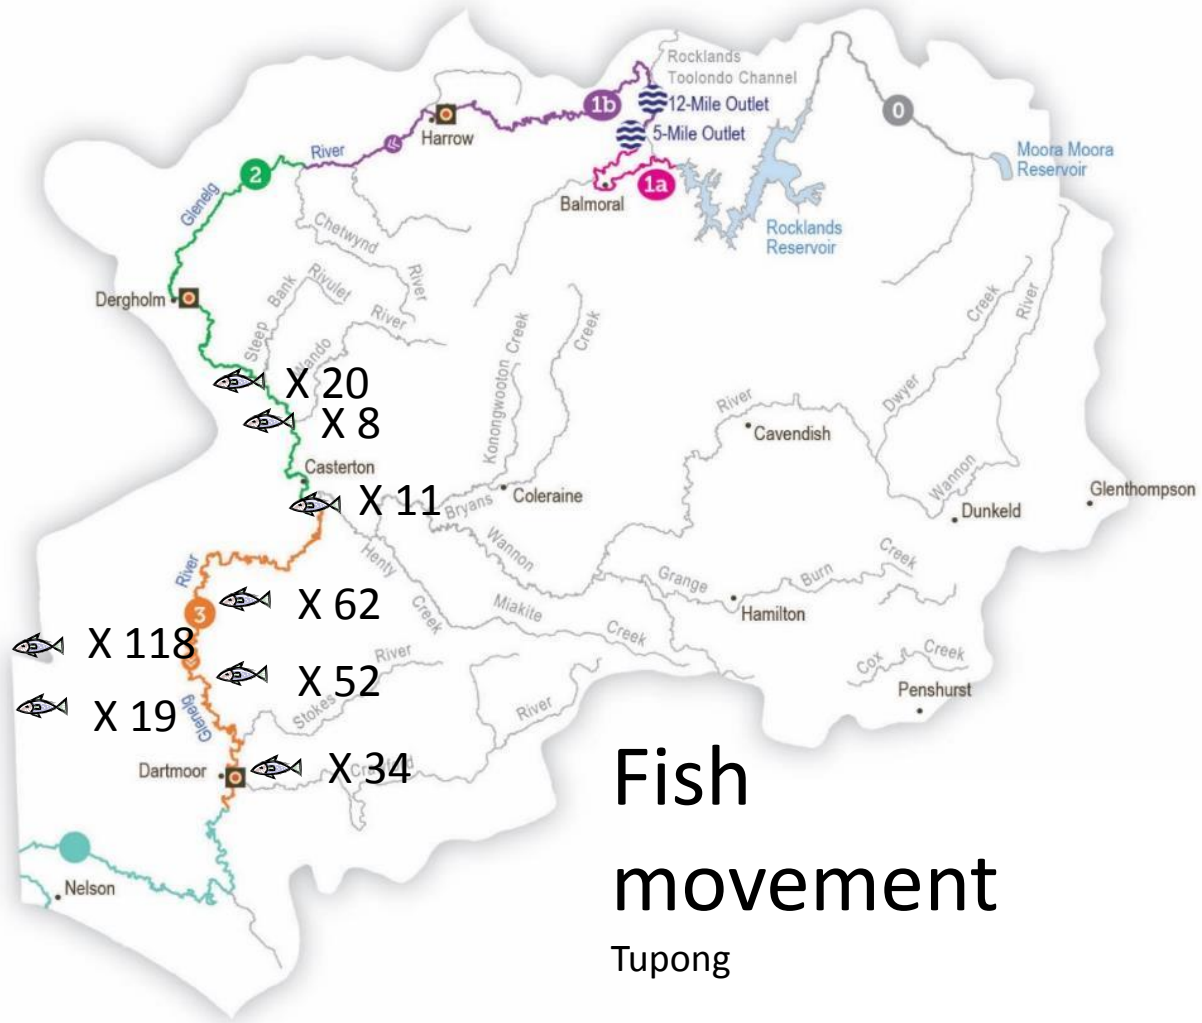 Rocklands
Toolondo Channel
12-Mile Outlet
5-Mile Outlet
1b
0
Harrow
River
2
Glenelg
1a
Balmoral
Moora Moora
Reservoir
Rocklands
Reservoir
Chetwynd
River
Dergholm
Steep Bank Rivulet
River
X 20
X 8
Casterton
X 11
Konongwooton Creek
Creek
Bryans
Coleraine
River
Cavendish
Dwyer Creek
River
Wannon
Dunkeld
Glenthompson
Wannon
Henty
Creek
Miakite
Creek
Grange
Burn
Creek
Hamilton
River
3
X 62
X 118
X 52
X 19
Glenelg
Stokes
River
River
Cox
Creek
Penshurst
Dartmoor
X 34
Nelson
Fish
movement
Tupong